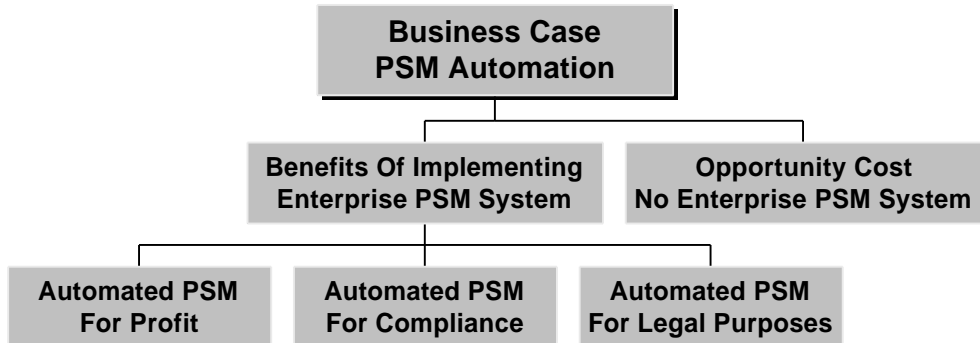 Business Case
PSM Automation
Benefits Of Implementing
Enterprise PSM System
Opportunity Cost
No Enterprise PSM System
Automated PSM
For Profit
Automated PSM
For Compliance
Automated PSM
For Legal Purposes